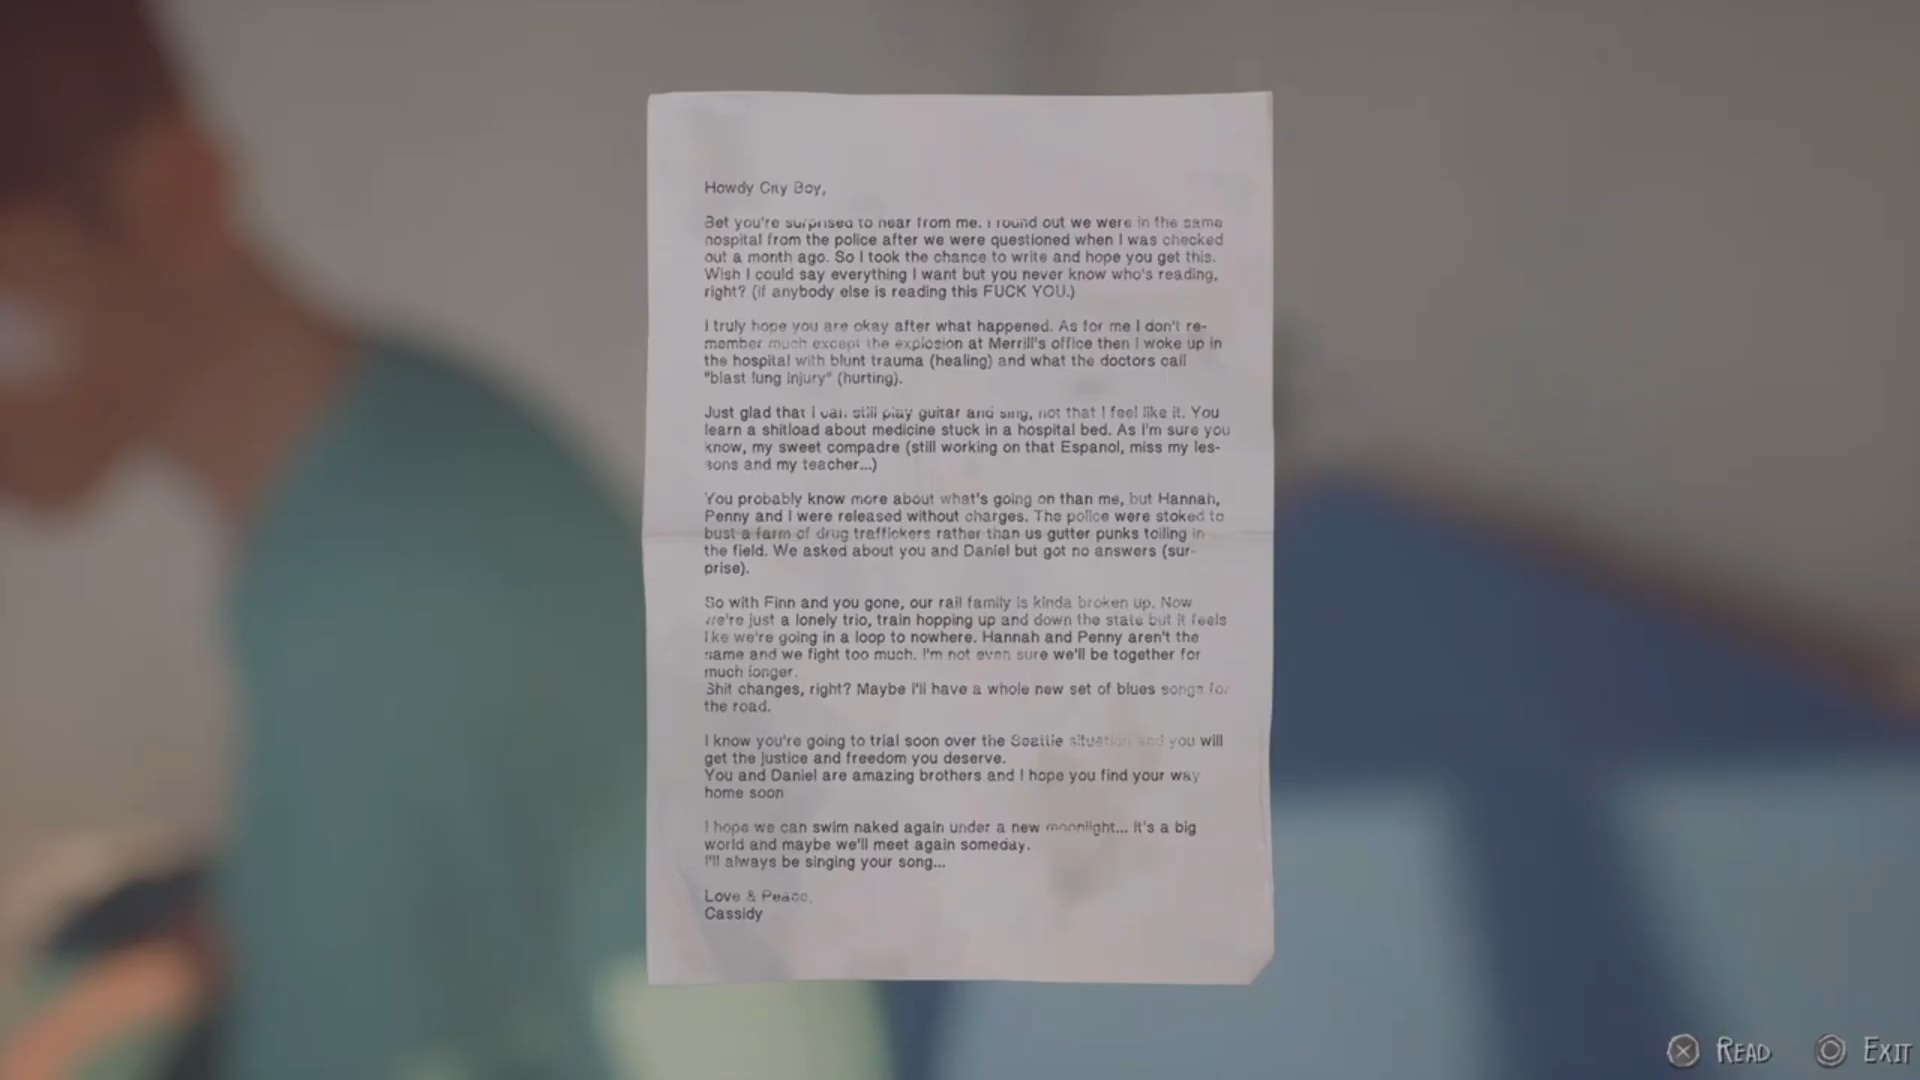 Howdy City Boy,
Bet you're surprised to hear from me. I found out we were in the same
hospital from the police after we were questioned when I was checked
out a month ago. So I took the chance to write and hope you get this.
Wish I could say everything I want but you never know who's reading,
right? (if anybody else is reading this FUCK YOU.)
I truly hope you are okay after what happened. As for me I don't re-
member much except the explosion at Merrill's office then I woke up in
the hospital with blunt trauma (healing) and what the doctors call
"blast lung injury" (hurting).
Just glad that I can still play guitar and sing, not that I feel like it. You
learn a shitload about medicine stuck in a hospital bed. As I'm sure you
know, my sweet compadre (still working on that Espanol, miss my les-
sons and my teacher...)
You probably know more about what's going on than me, but Hannah,
Penny and I were released without charges. The police were stoked to
bust a farm of drug traffickers rather than us gutter punks toiling in
the field. We asked about you and Daniel but got no answers (sur-
prise).
So with Finn and you gone, our rail family is kinda broken up. Now
we're just a lonely trio, train hopping up and down the state but it feels
like we're going in a loop to nowhere. Hannah and Penny aren't the
same and we fight too much. I'm not even sure we'll be together for
much longer.
Shit changes, right? Maybe I'll have a whole new set of blues songs for
the road.
I know you're going to trial soon over the Seattle situation and you will
get the justice and freedom you deserve.
You and Daniel are amazing brothers and I hope you find your way
home soon
I hope we can swim naked again under a new moonlight... it's a big
world and maybe we'll meet again someday.
I'll always be singing your song...
Love & Peace,
Cassidy
READ EXIT